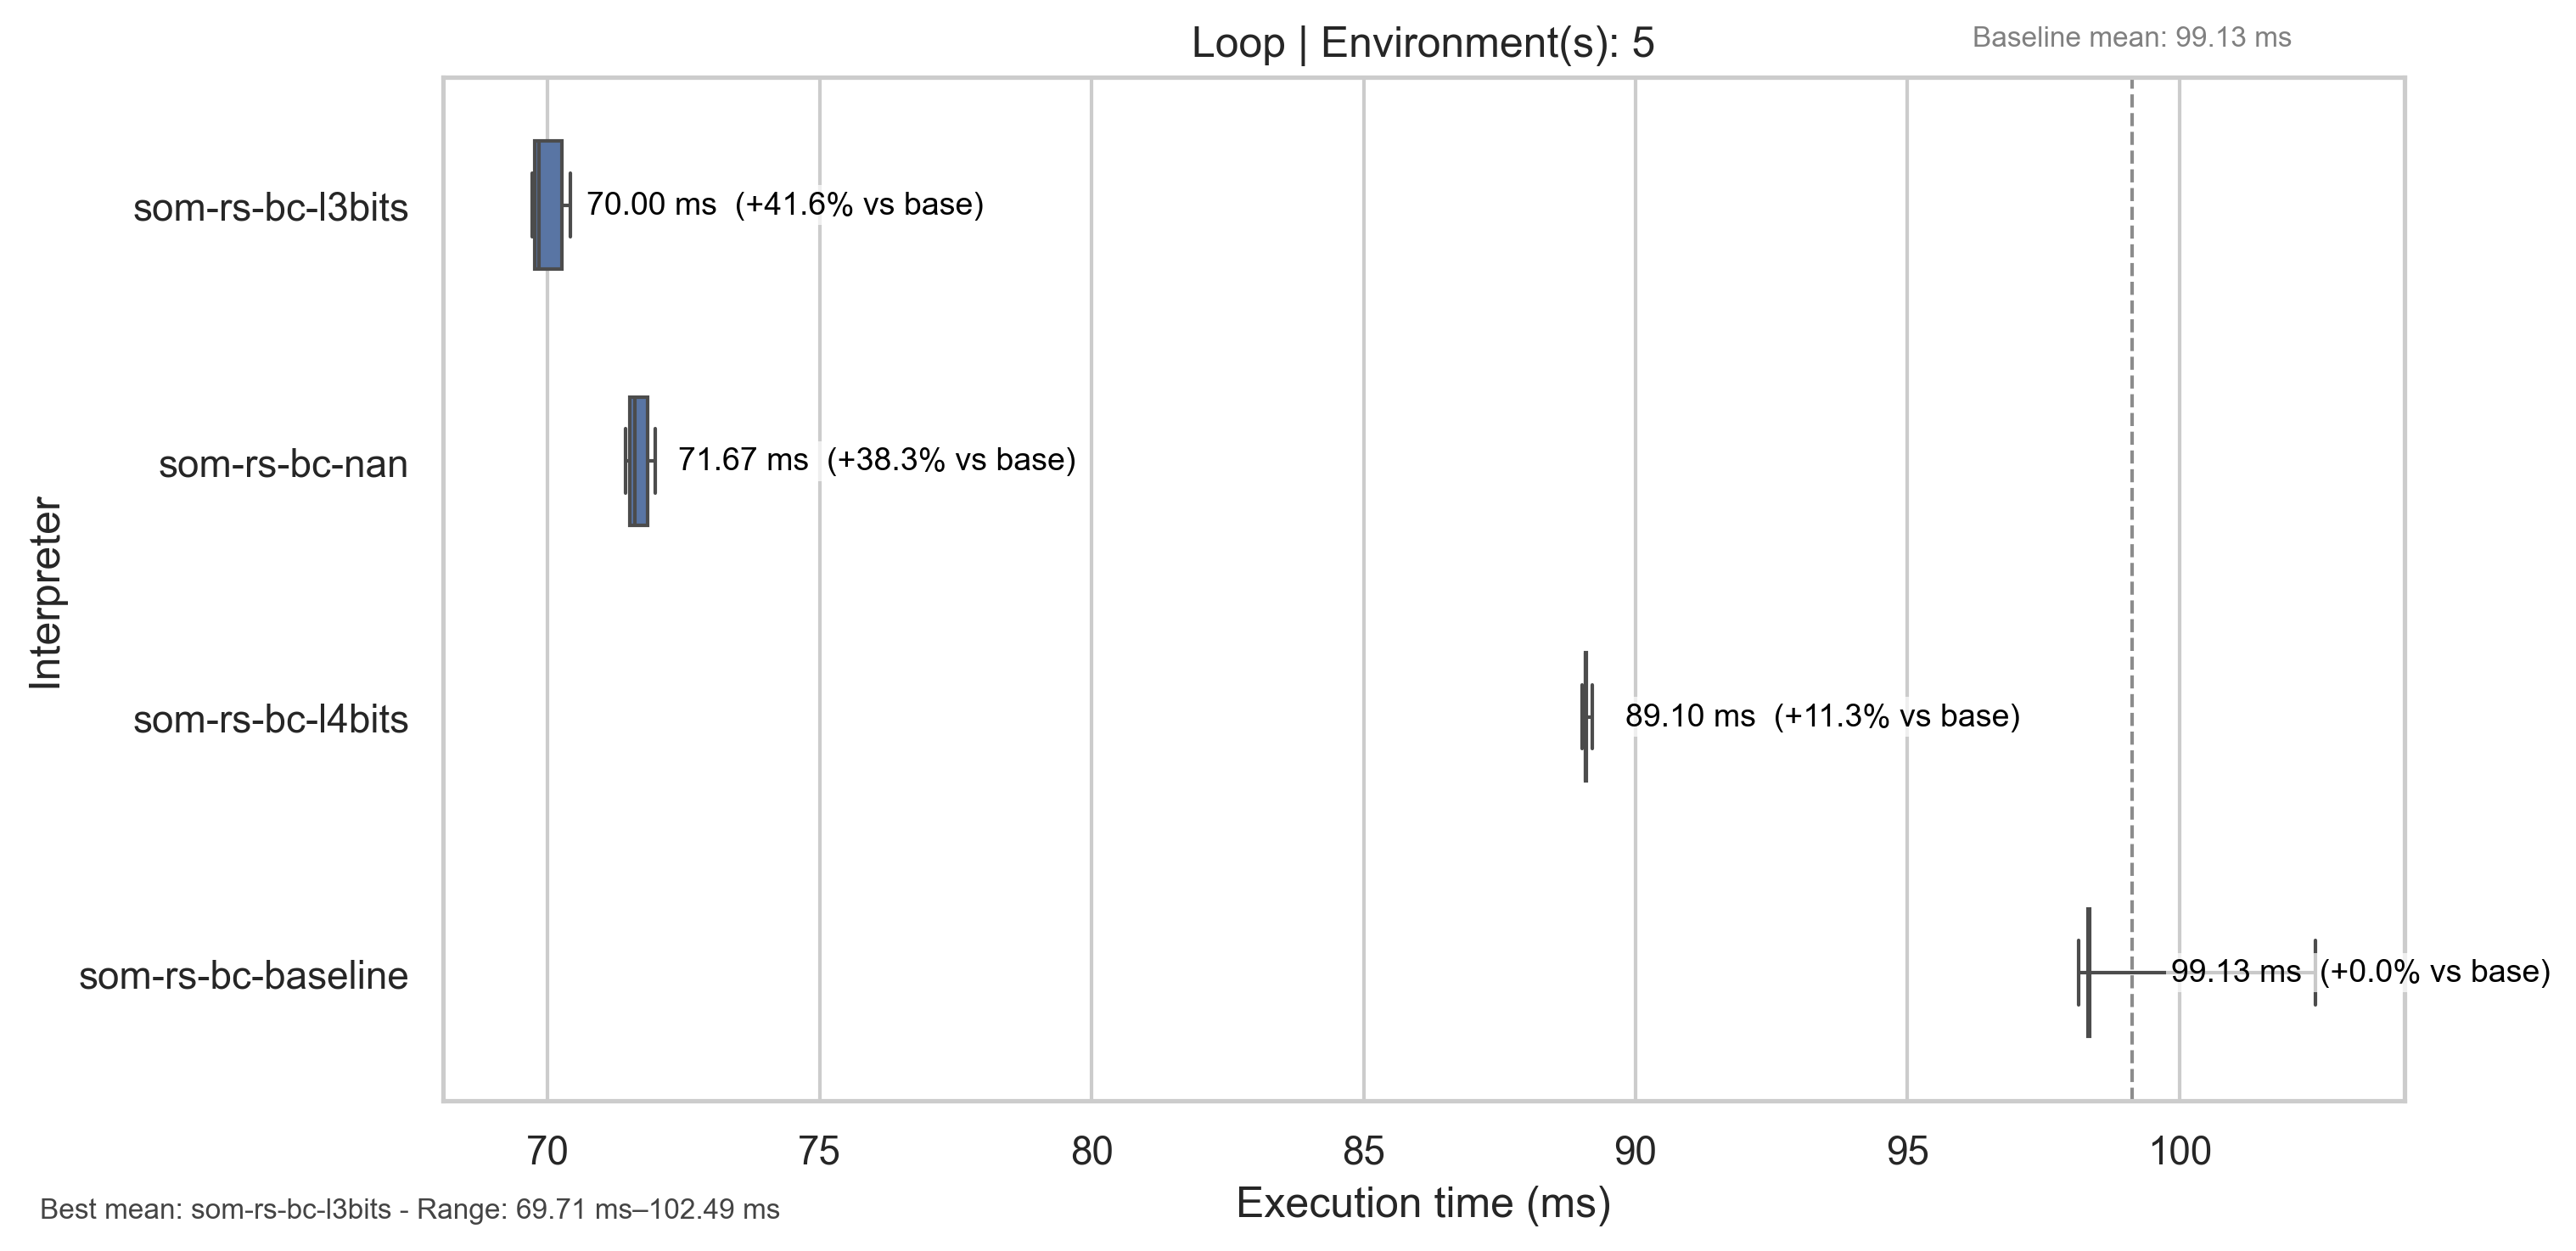 Loop | Environment(s): 5
Baseline mean: 99.13 ms
Interpreter
som-rs-bc-l3bits
70.00 ms (+41.6% vs base)
som-rs-bc-nan
71.67 ms (+38.3% vs base)
som-rs-bc-l4bits
89.10 ms (+11.3% vs base)
som-rs-bc-baseline
99.13 ms (+0.0% vs base)
70 75 80 85 90 95 100
Execution time (ms)
Best mean: som-rs-bc-l3bits - Range: 69.71 ms–102.49 ms